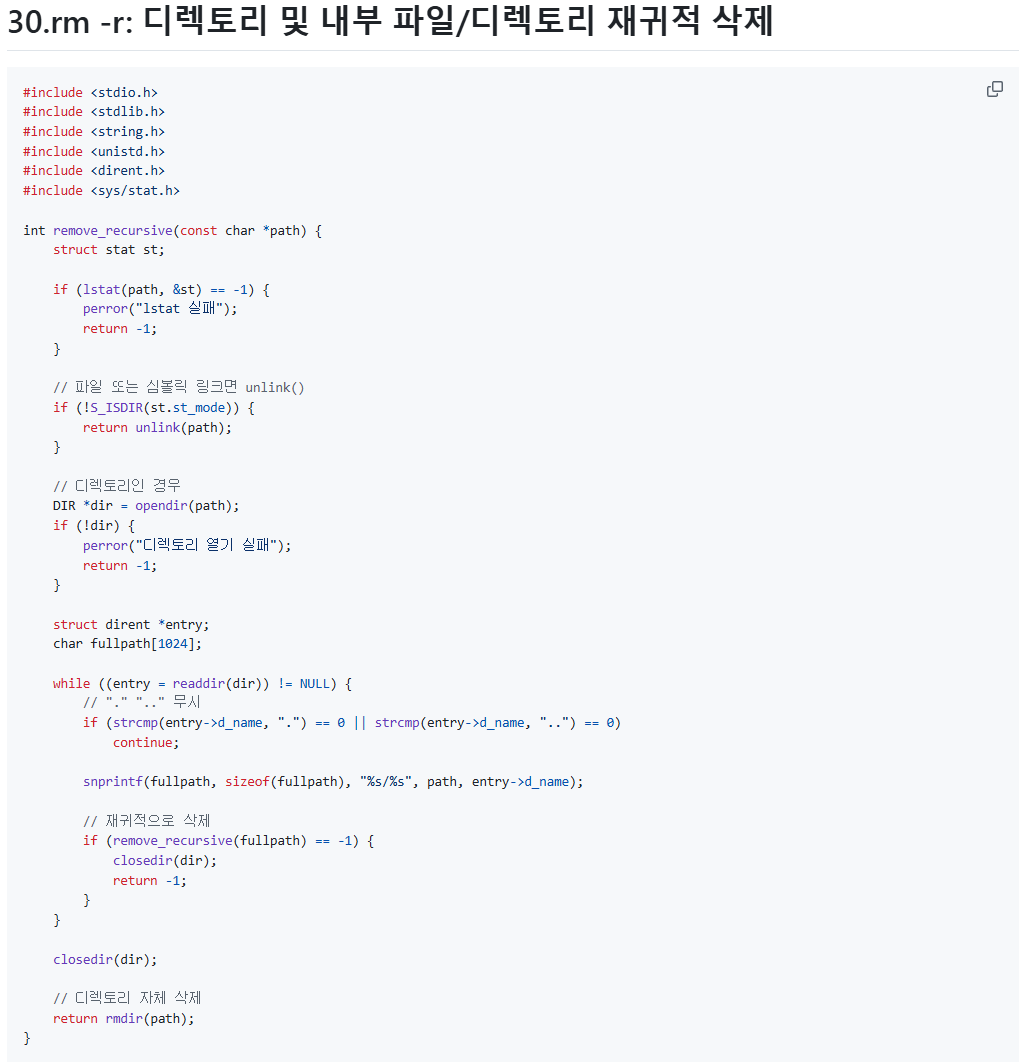 30.rm -r: 디렉토리 및 내부 파일/디렉토리 재귀적 삭제
#include <stdio.h>
#include <stdlib.h>
#include <string.h>
#include <unistd.h>
#include <dirent.h>
#include <sys/stat.h>

int remove_recursive(const char *path) {
    struct stat st;

    if (lstat(path, &st) == -1) {
        perror("lstat 실패");
        return -1;
    }

    // 파일 또는 심볼릭 링크면 unlink()
    if (!S_ISDIR(st.st_mode)) {
        return unlink(path);
    }

    // 디렉토리인 경우
    DIR *dir = opendir(path);
    if (!dir) {
        perror("디렉토리 열기 실패");
        return -1;
    }

    struct dirent *entry;
    char fullpath[1024];

    while ((entry = readdir(dir)) != NULL) {
        // "." ".." 무시
        if (strcmp(entry->d_name, ".") == 0 || strcmp(entry->d_name, "..") == 0)
            continue;

        snprintf(fullpath, sizeof(fullpath), "%s/%s", path, entry->d_name);

        // 재귀적으로 삭제
        if (remove_recursive(fullpath) == -1) {
            closedir(dir);
            return -1;
        }
    }

    closedir(dir);

    // 디렉토리 자체 삭제
    return rmdir(path);
}